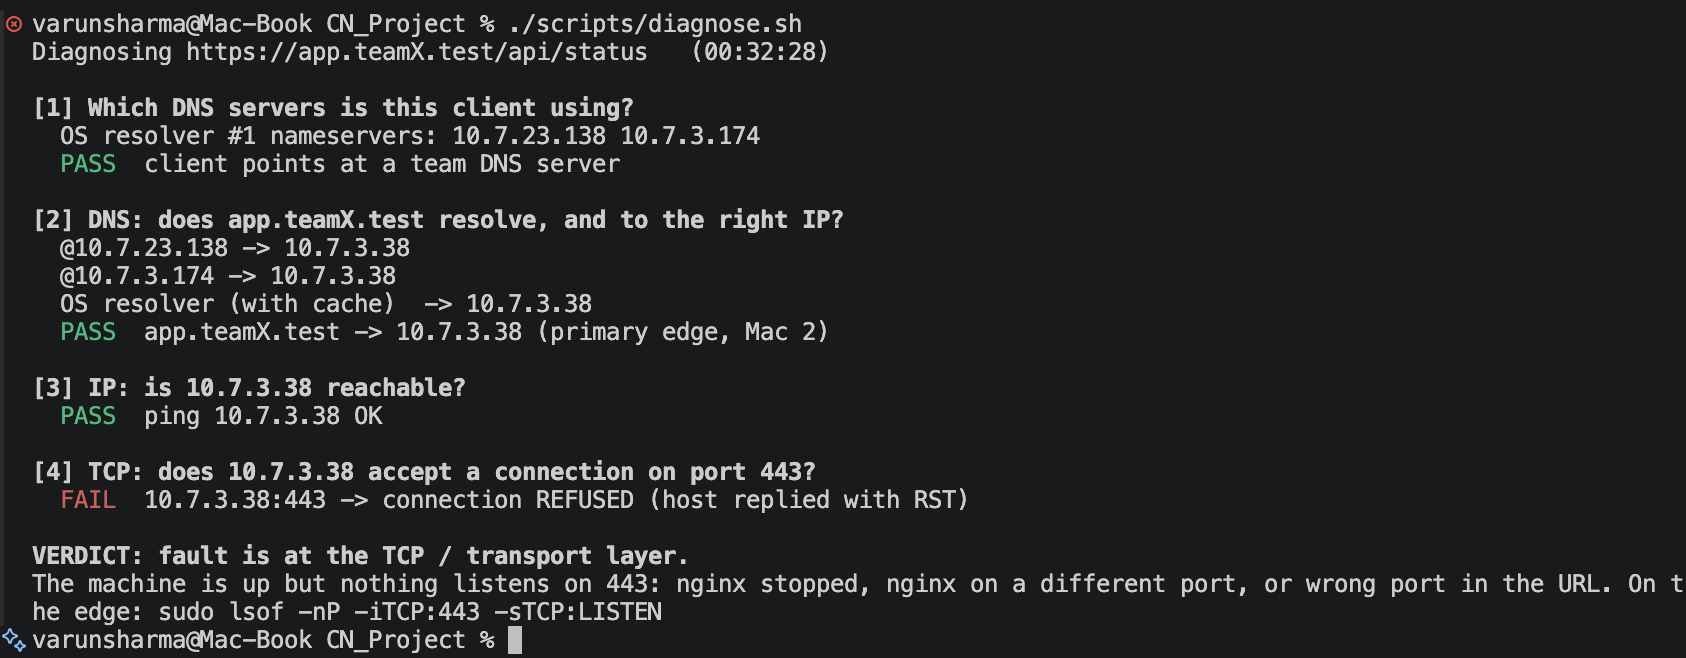 varunsharma@Mac-Book CN_Project % ./scripts/diagnose.sh
Diagnosing https://app.teamX.test/api/status   (00:32:28)

[1] Which DNS servers is this client using?
  OS resolver #1 nameservers: 10.7.23.138 10.7.3.174
  PASS  client points at a team DNS server

[2] DNS: does app.teamX.test resolve, and to the right IP?
  @10.7.23.138 -> 10.7.3.38
  @10.7.3.174 -> 10.7.3.38
  OS resolver (with cache)  -> 10.7.3.38
  PASS  app.teamX.test -> 10.7.3.38 (primary edge, Mac 2)

[3] IP: is 10.7.3.38 reachable?
  PASS  ping 10.7.3.38 OK

[4] TCP: does 10.7.3.38 accept a connection on port 443?
  FAIL  10.7.3.38:443 -> connection REFUSED (host replied with RST)

VERDICT: fault is at the TCP / transport layer.
The machine is up but nothing listens on 443: nginx stopped, nginx on a different port, or wrong port in the URL. On t
he edge: sudo lsof -nP -iTCP:443 -sTCP:LISTEN
varunsharma@Mac-Book CN_Project %